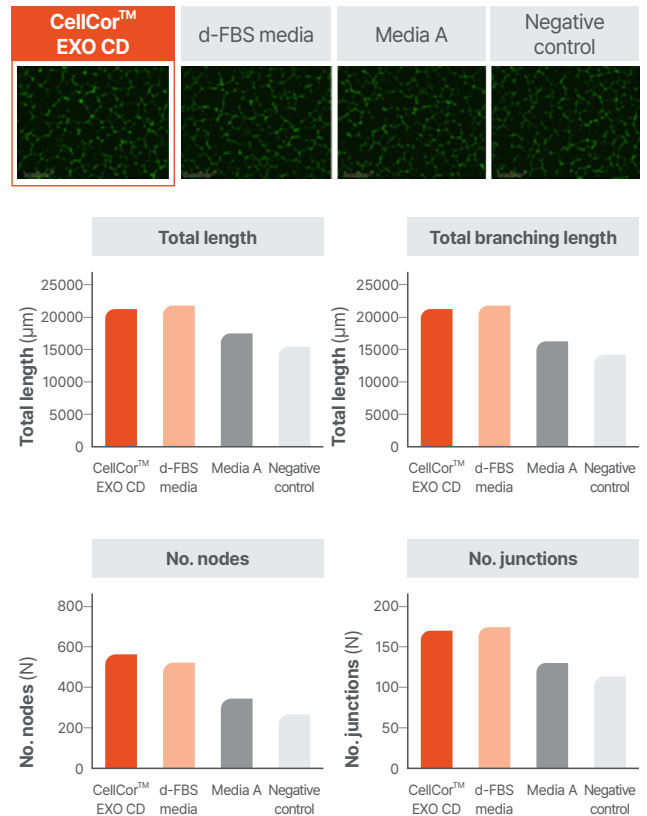 CellCor™
EXO CD
d-FBS media
Media A
Negative
control
Total length
Total length (μm)
25000
20000
15000
10000
5000
0
CellCor™
EXO CD
d-FBS
media
Media A
Negative
control
Total branching length
Total length (μm)
25000
20000
15000
10000
5000
0
CellCor™
EXO CD
d-FBS
media
Media A
Negative
control
No. nodes
No. nodes (N)
800
600
400
200
0
CellCor™
EXO CD
d-FBS
media
Media A
Negative
control
No. junctions
No. junctions (N)
200
150
100
50
0
CellCor™
EXO CD
d-FBS
media
Media A
Negative
control